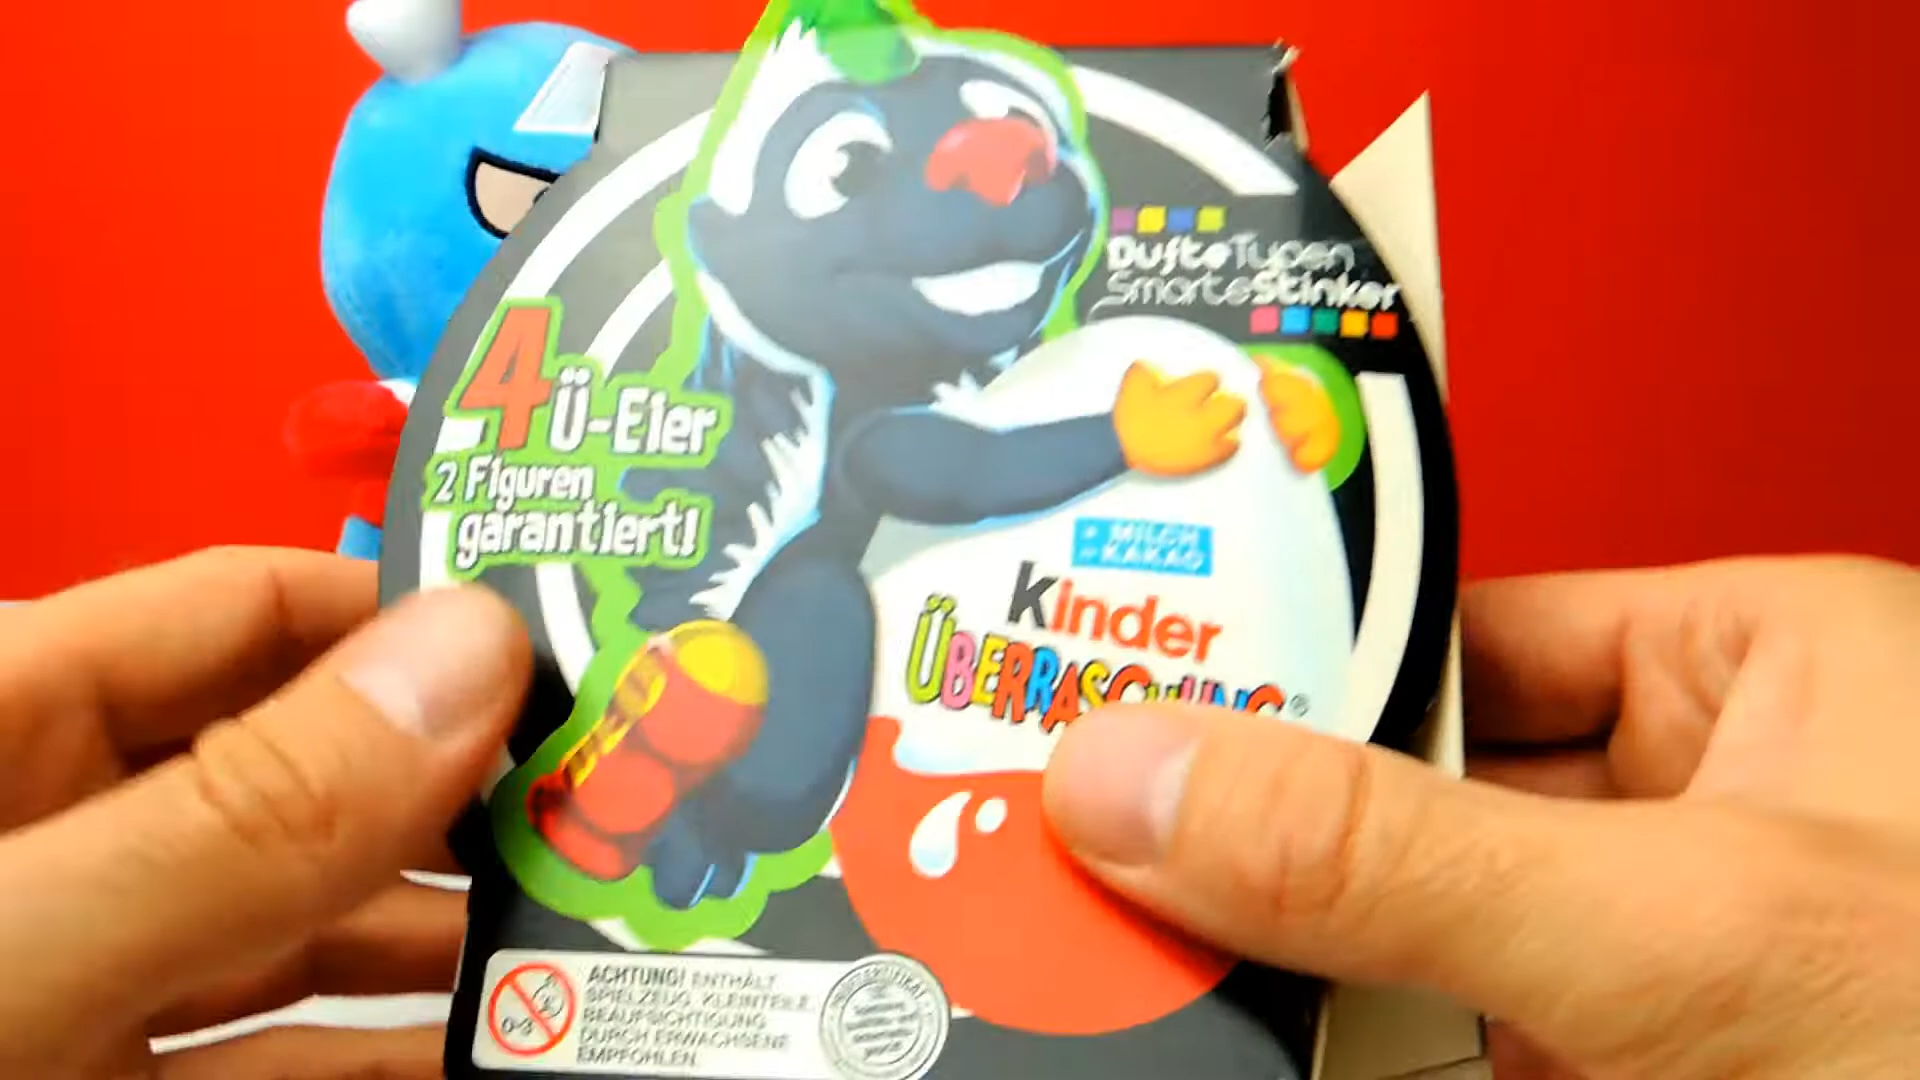 DufteTypen
SmarteStinker
4 Ü-Eier
2 Figuren
garantiert!
+ MILCH
- KAKAO
Kinder
ÜBERRASCHUNG®
0-3
ACHTUNG! ENTHÄLT
SPIELZEUG, KLEINTEILE,
BEAUFSICHTIGUNG
DURCH ERWACHSENE
EMPFOHLEN.